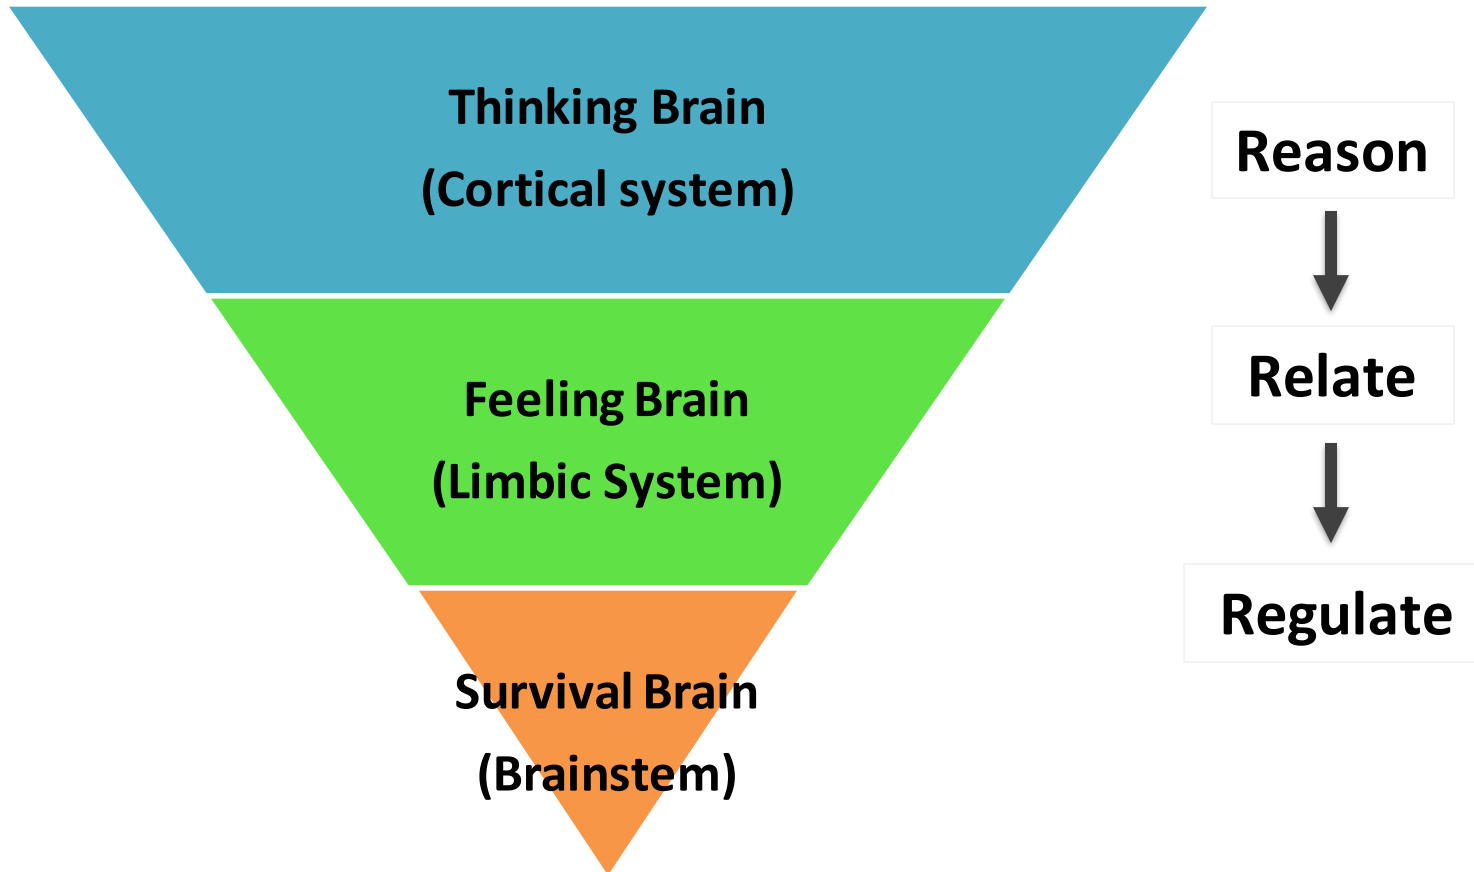 Thinking Brain
(Cortical system)
Reason
Feeling Brain
(Limbic System)
Relate
Survival Brain
(Brainstem)
Regulate